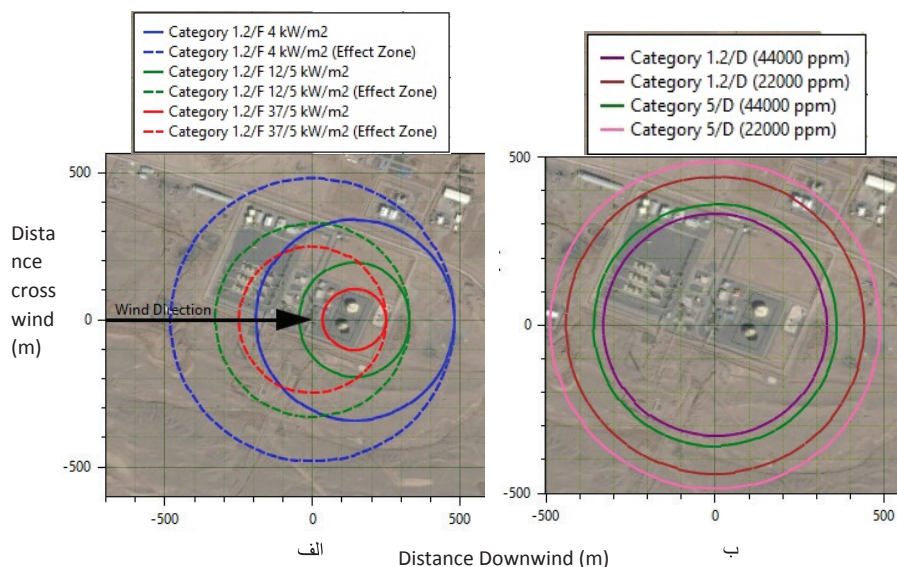 Category 1.2/F 4 kW/m2
Category 1.2/F 4 kW/m2 (Effect Zone)
Category 1.2/F 12/5 kW/m2
Category 1.2/F 12/5 kW/m2 (Effect Zone)
Category 1.2/F 37/5 kW/m2
Category 1.2/F 37/5 kW/m2 (Effect Zone)
Category 1.2/D (44000 ppm)
Category 1.2/D (22000 ppm)
Category 5/D (44000 ppm)
Category 5/D (22000 ppm)
Dista
nce
cross
wind
(m)
500
0
-500
Wind Direction
-500
0
500
الف
500
0
-500
-500
0
500
ب
Distance Downwind (m)